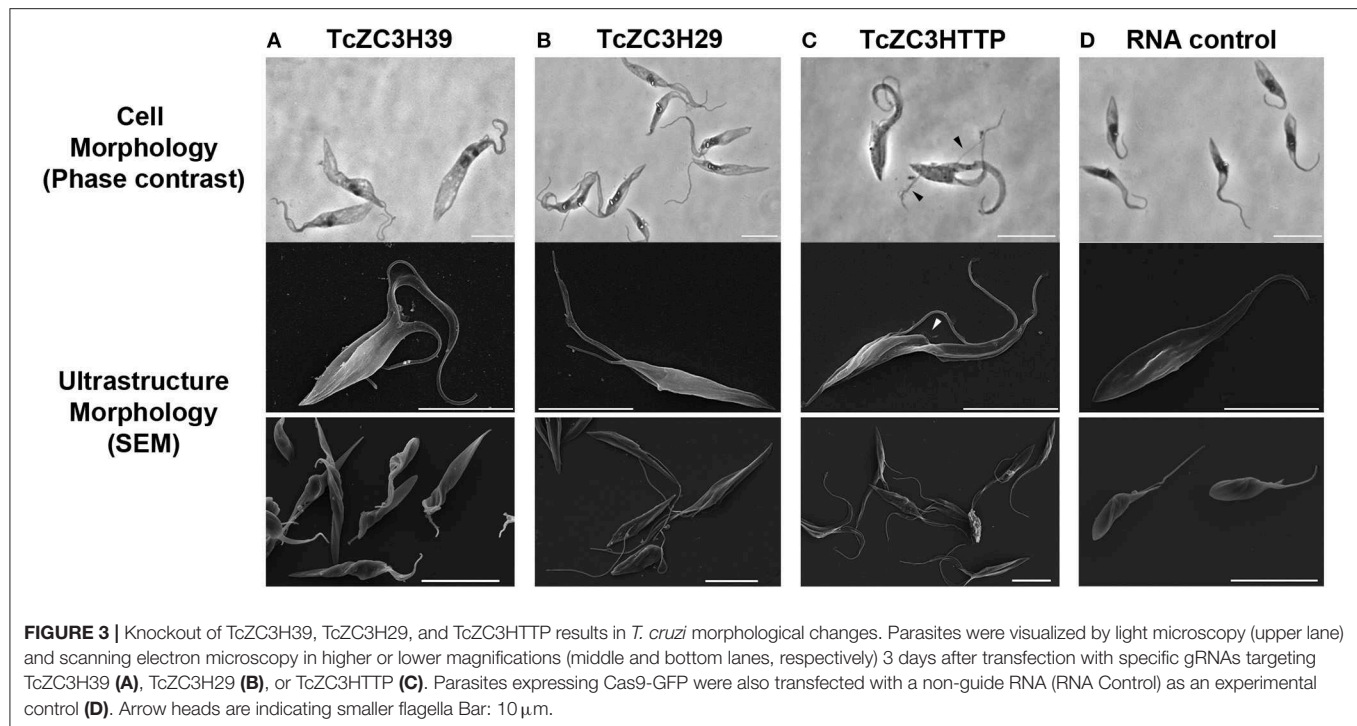 A B C D
TcZC3H39 TcZC3H29 TcZC3HTTP RNA control
Cell
Morphology
(Phase contrast)
Ultrastructure
Morphology
(SEM)
FIGURE 3 | Knockout of TcZC3H39, TcZC3H29, and TcZC3HTTP results in T. cruzi morphological changes. Parasites were visualized by light microscopy (upper lane)
and scanning electron microscopy in higher or lower magnifications (middle and bottom lanes, respectively) 3 days after transfection with specific gRNAs targeting
TcZC3H39 (A), TcZC3H29 (B), or TcZC3HTTP (C). Parasites expressing Cas9-GFP were also transfected with a non-guide RNA (RNA Control) as an experimental
control (D). Arrow heads are indicating smaller flagella Bar: 10 μm.